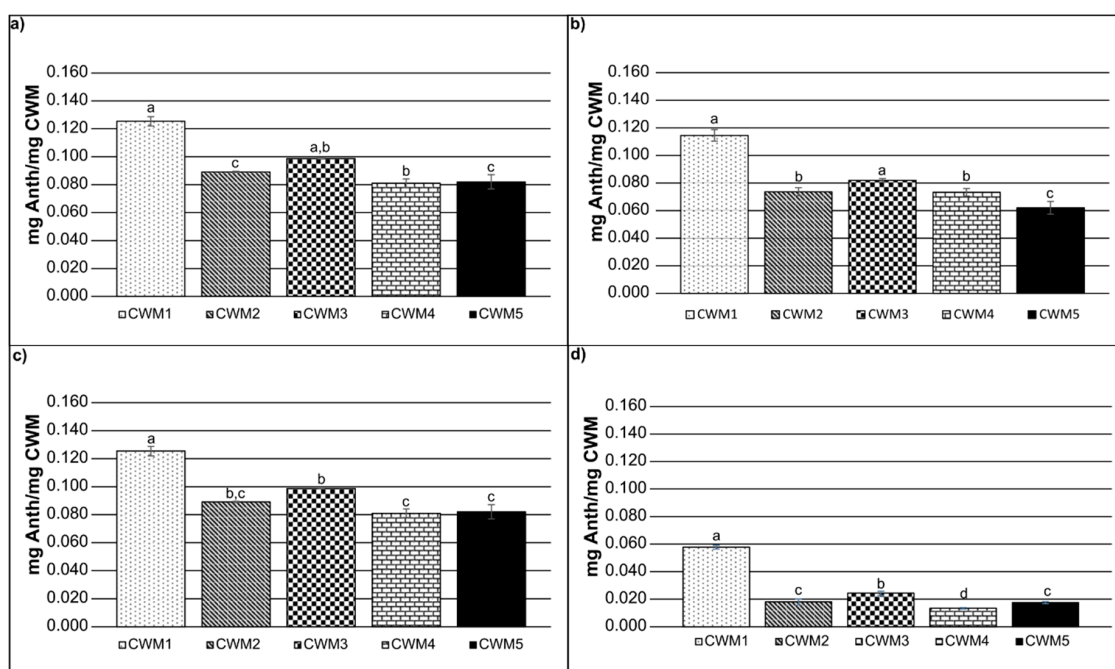 a)
mg Anth/mg CWM
0.160
0.140
0.120
0.100
0.080
0.060
0.040
0.020
0.000
a
c
a,b
b
c
CWM1 CWM2 CWM3 CWM4 CWM5
b)
mg Anth/mg CWM
0.160
0.140
0.120
0.100
0.080
0.060
0.040
0.020
0.000
a
b
a
b
c
CWM1 CWM2 CWM3 CWM4 CWM5
c)
mg Anth/mg CWM
0.160
0.140
0.120
0.100
0.080
0.060
0.040
0.020
0.000
a
b,c
b
c
c
CWM1 CWM2 CWM3 CWM4 CWM5
d)
mg Anth/mg CWM
0.160
0.140
0.120
0.100
0.080
0.060
0.040
0.020
0.000
a
c
b
d
c
CWM1 CWM2 CWM3 CWM4 CWM5